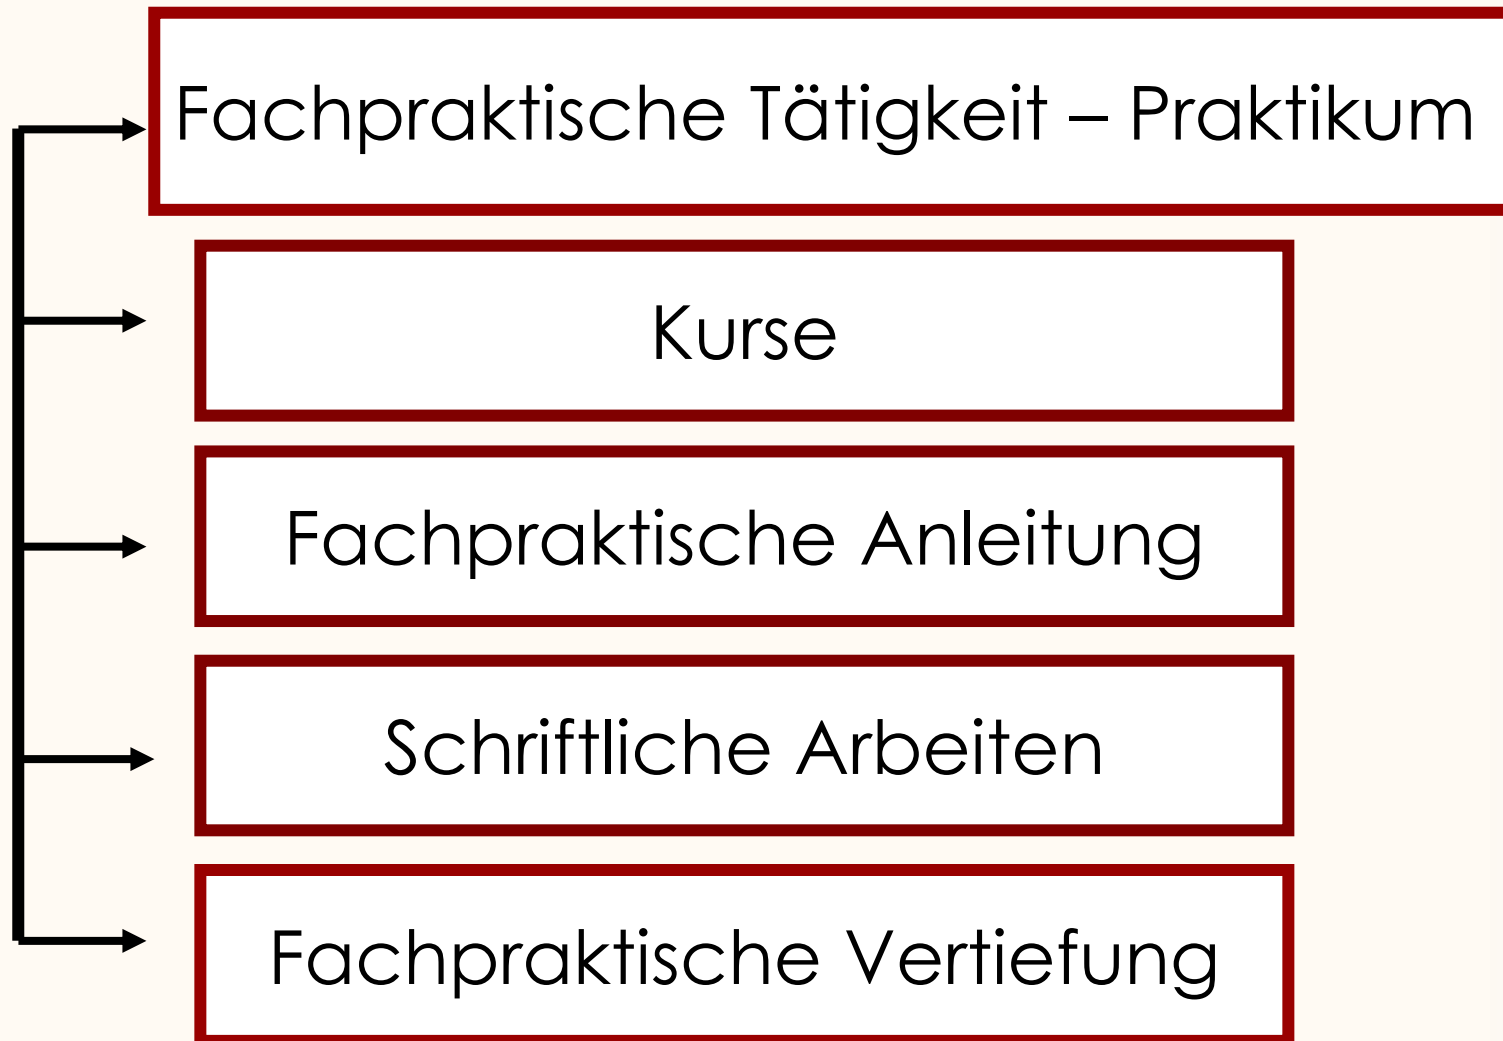 Fachpraktische Tätigkeit – Praktikum
Kurse
Fachpraktische Anleitung
Schriftliche Arbeiten
Fachpraktische Vertiefung